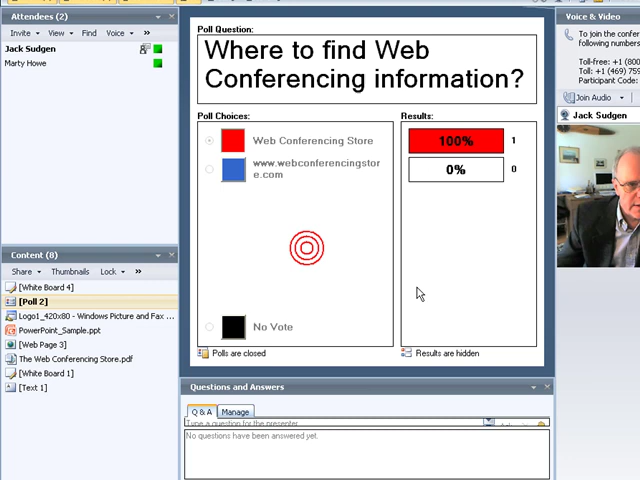 Attendees (2)
Invite View Find Voice »
Jack Sudgen
Marty Howe
Content (8)
Share Thumbnails Lock »
[White Board 4]
[Poll 2]
Logo1_420x80 - Windows Picture and Fax ...
PowerPoint_Sample.ppt
[Web Page 3]
The Web Conferencing Store.pdf
[White Board 1]
[Text 1]
Poll Question:
Where to find Web
Conferencing information?
Poll Choices:
Web Conferencing Store
www.webconferencingstor
e.com
No Vote
Polls are closed
Results:
100% 1
0% 0
Results are hidden
Questions and Answers
Q & A Manage
Type a question for the presenter
No questions have been answered yet.
Voice & Video
To join the confer
following numbers
Toll-free: +1 (800
Toll: +1 (469) 759
Participant Code:
Join Audio
Jack Sudgen